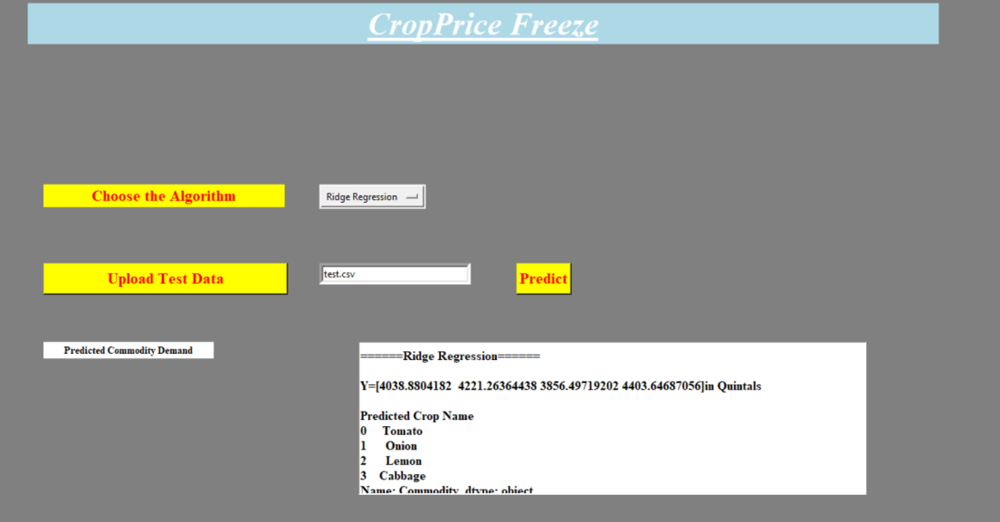 CropPrice Freeze
Choose the Algorithm
Ridge Regression
Upload Test Data
test.csv
Predict
Predicted Commodity Demand
======Ridge Regression======
Y=[4038.8804182  4221.26364438 3856.49719202 4403.64687056]in Quintals
Predicted Crop Name
0 Tomato
1 Onion
2 Lemon
3 Cabbage
Name: Commodity, dtype: object